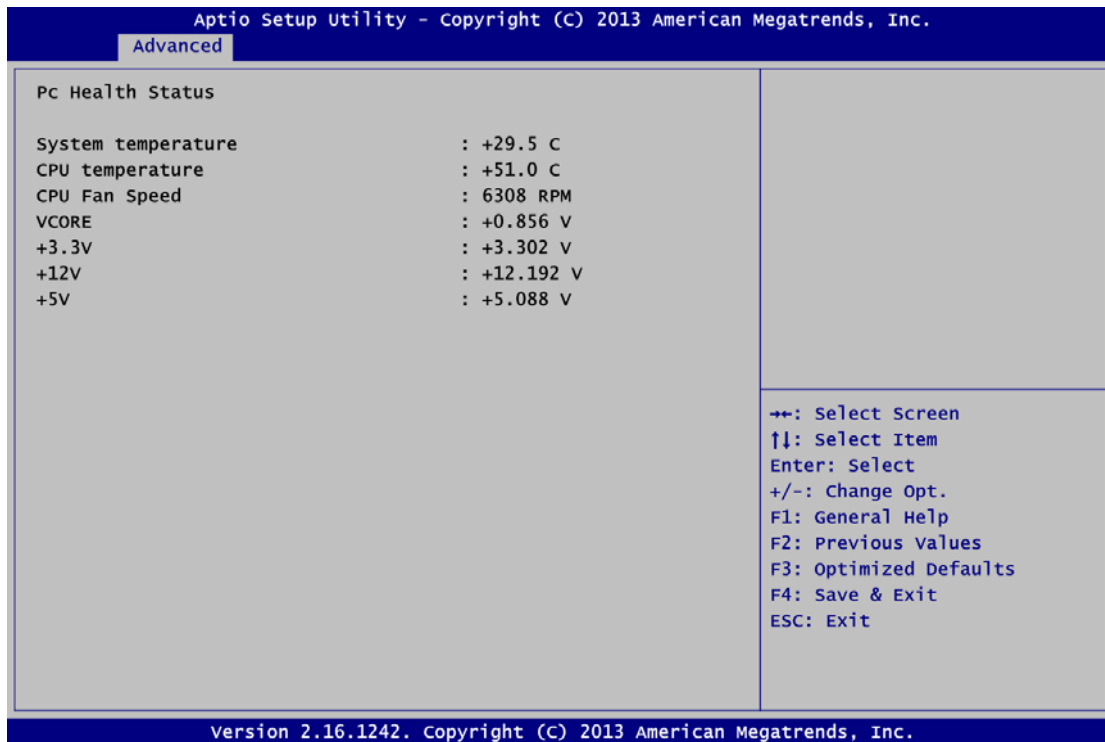 Aptio Setup Utility - Copyright (C) 2013 American Megatrends, Inc.
Advanced
Pc Health Status
System temperature : +29.5 C
CPU temperature : +51.0 C
CPU Fan Speed : 6308 RPM
VCORE : +0.856 V
+3.3V : +3.302 V
+12V : +12.192 V
+5V : +5.088 V
→←: Select Screen
↑↓: Select Item
Enter: Select
+/-: Change Opt.
F1: General Help
F2: Previous Values
F3: Optimized Defaults
F4: Save & Exit
ESC: Exit
Version 2.16.1242. Copyright (C) 2013 American Megatrends, Inc.